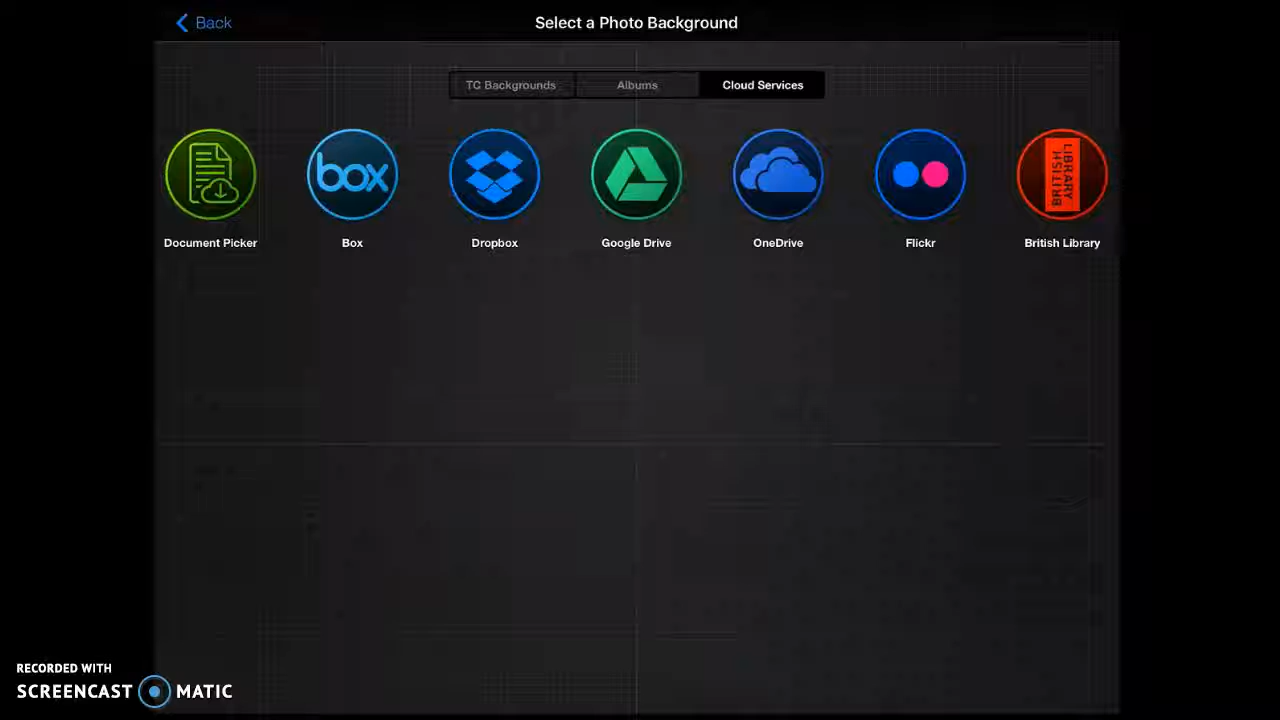 Back
Select a Photo Background
TC Backgrounds
Albums
Cloud Services
box
BRITISH
LIBRARY
Document Picker
Box
Dropbox
Google Drive
OneDrive
Flickr
British Library
RECORDED WITH
SCREENCAST MATIC